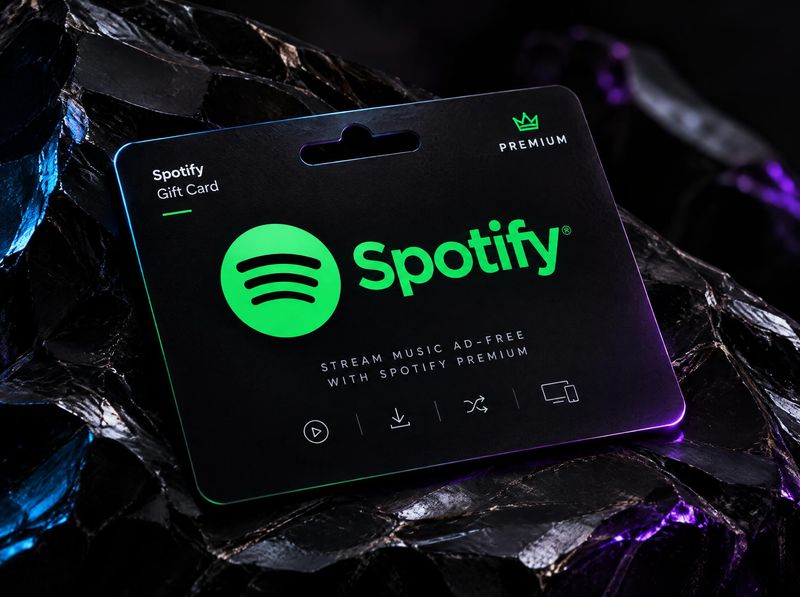 Spotify
Gift Card
PREMIUM
Spotify®
STREAM MUSIC AD-FREE
WITH SPOTIFY PREMIUM